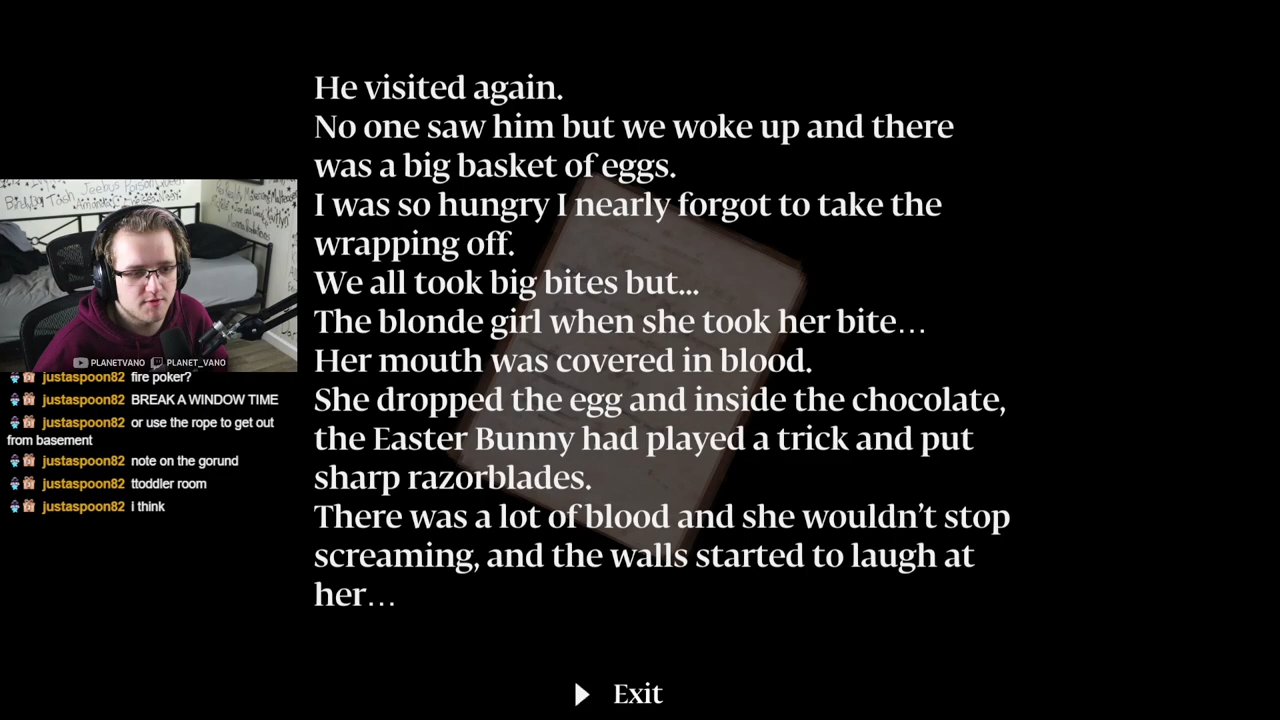 He visited again.
No one saw him but we woke up and there
was a big basket of eggs.
I was so hungry I nearly forgot to take the
wrapping off.
We all took big bites but...
The blonde girl when she took her bite…
Her mouth was covered in blood.
She dropped the egg and inside the chocolate,
the Easter Bunny had played a trick and put
sharp razorblades.
There was a lot of blood and she wouldn’t stop
screaming, and the walls started to laugh at
her…
Exit
PLANETVANO PLANET_VANO
justaspoon82 fire poker?
justaspoon82 BREAK A WINDOW TIME
justaspoon82 or use the rope to get out
from basement
justaspoon82 note on the gorund
justaspoon82 ttoddler room
justaspoon82 i think